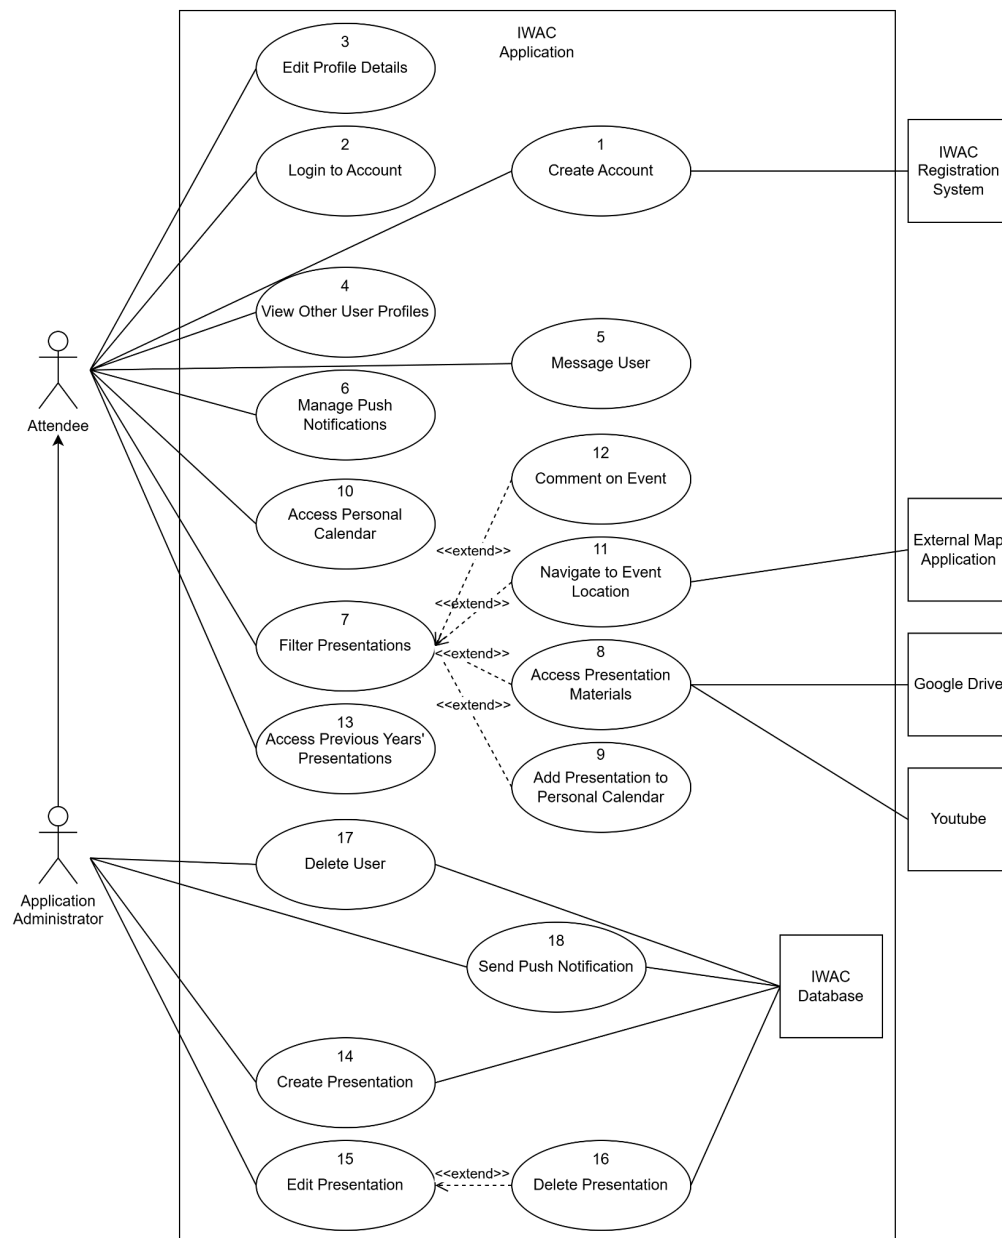 IWAC
Application
3
Edit Profile Details
2
Login to Account
1
Create Account
IWAC
Registration
System
4
View Other User Profiles
5
Message User
6
Manage Push
Notifications
Attendee
12
Comment on Event
10
Access Personal
Calendar
<<extend>>
11
Navigate to Event
Location
External Map
Application
<<extend>>
7
Filter Presentations
<<extend>>
8
Access Presentation
Materials
Google Drive
<<extend>>
13
Access Previous Years'
Presentations
9
Add Presentation to
Personal Calendar
Youtube
17
Delete User
Application
Administrator
18
Send Push Notification
IWAC
Database
14
Create Presentation
15
Edit Presentation
<<extend>>
16
Delete Presentation